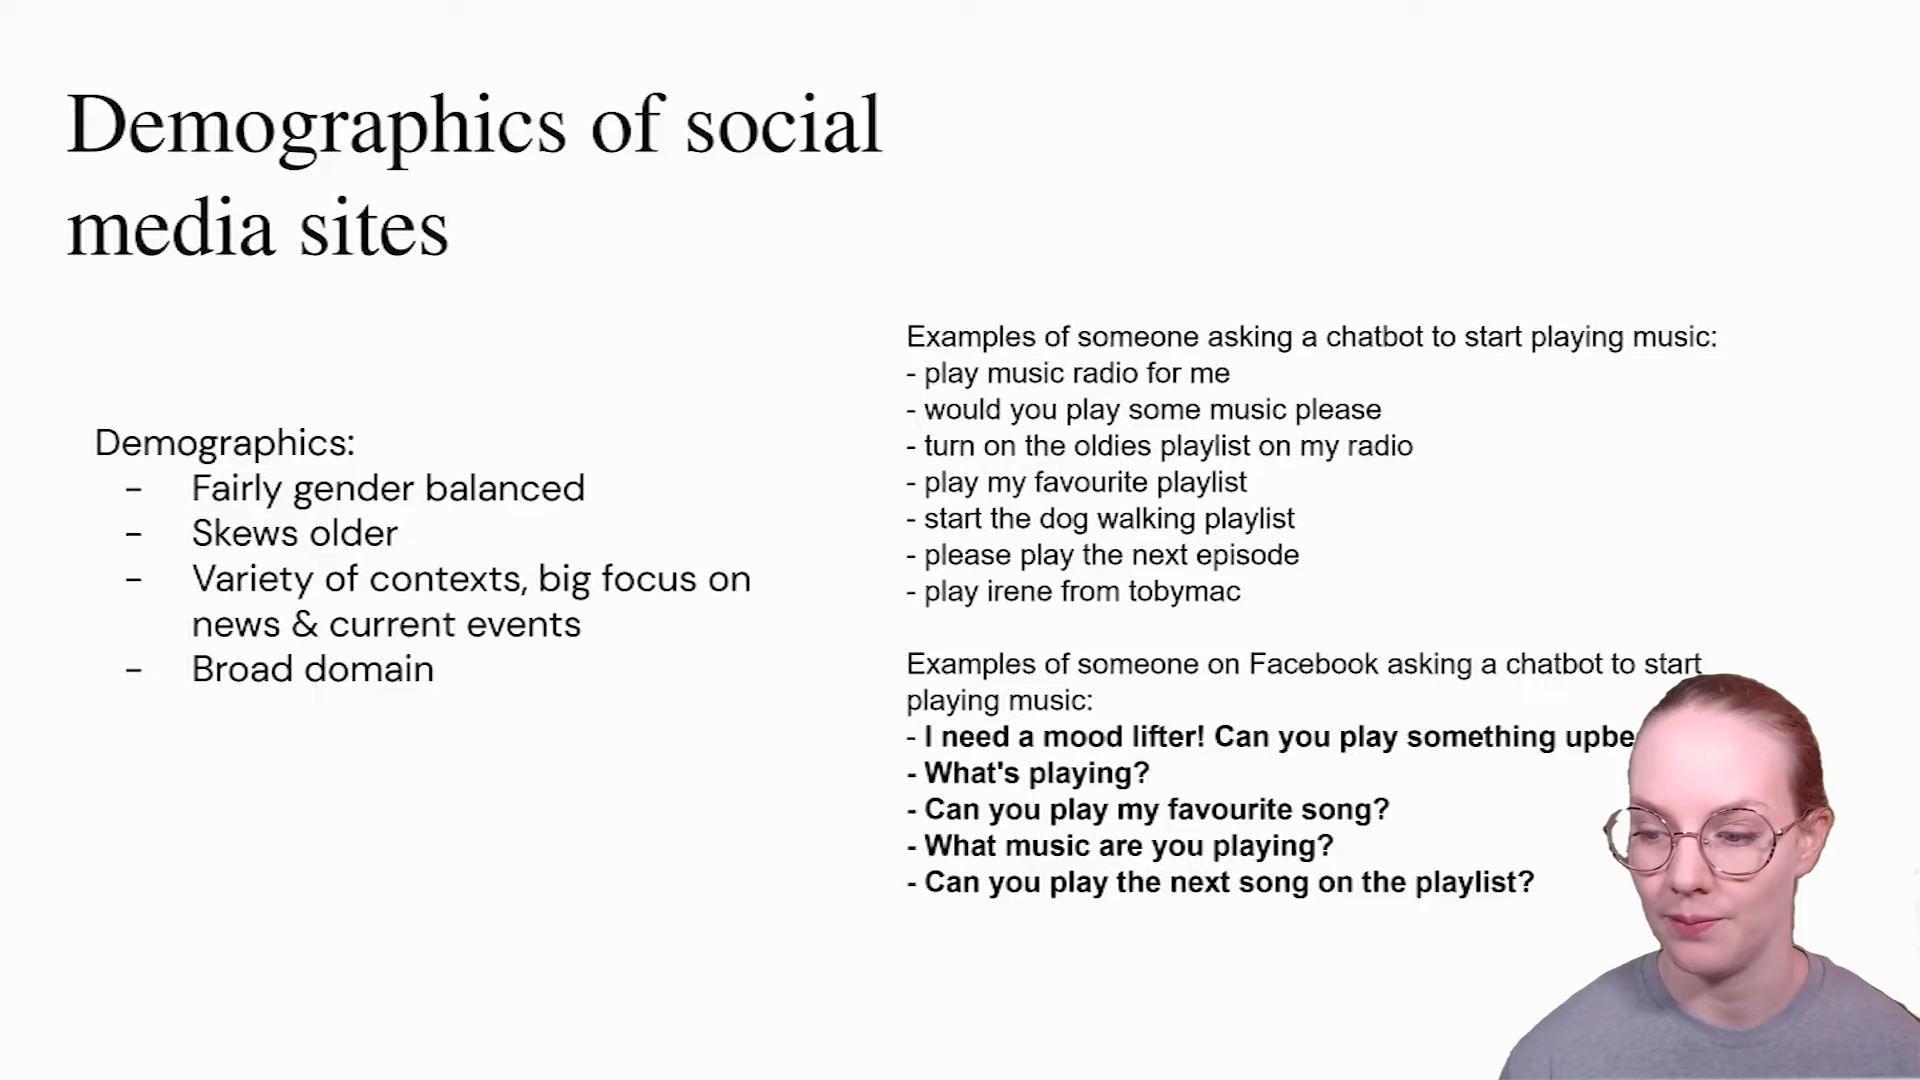 Demographics of social
media sites
Demographics:
- Fairly gender balanced
- Skews older
- Variety of contexts, big focus on
news & current events
- Broad domain
Examples of someone asking a chatbot to start playing music:
- play music radio for me
- would you play some music please
- turn on the oldies playlist on my radio
- play my favourite playlist
- start the dog walking playlist
- please play the next episode
- play irene from tobymac
Examples of someone on Facebook asking a chatbot to start
playing music:
- I need a mood lifter! Can you play something
- What's playing?
- Can you play my favourite song?
- What music are you playing?
- Can you play the next song on the playlist?